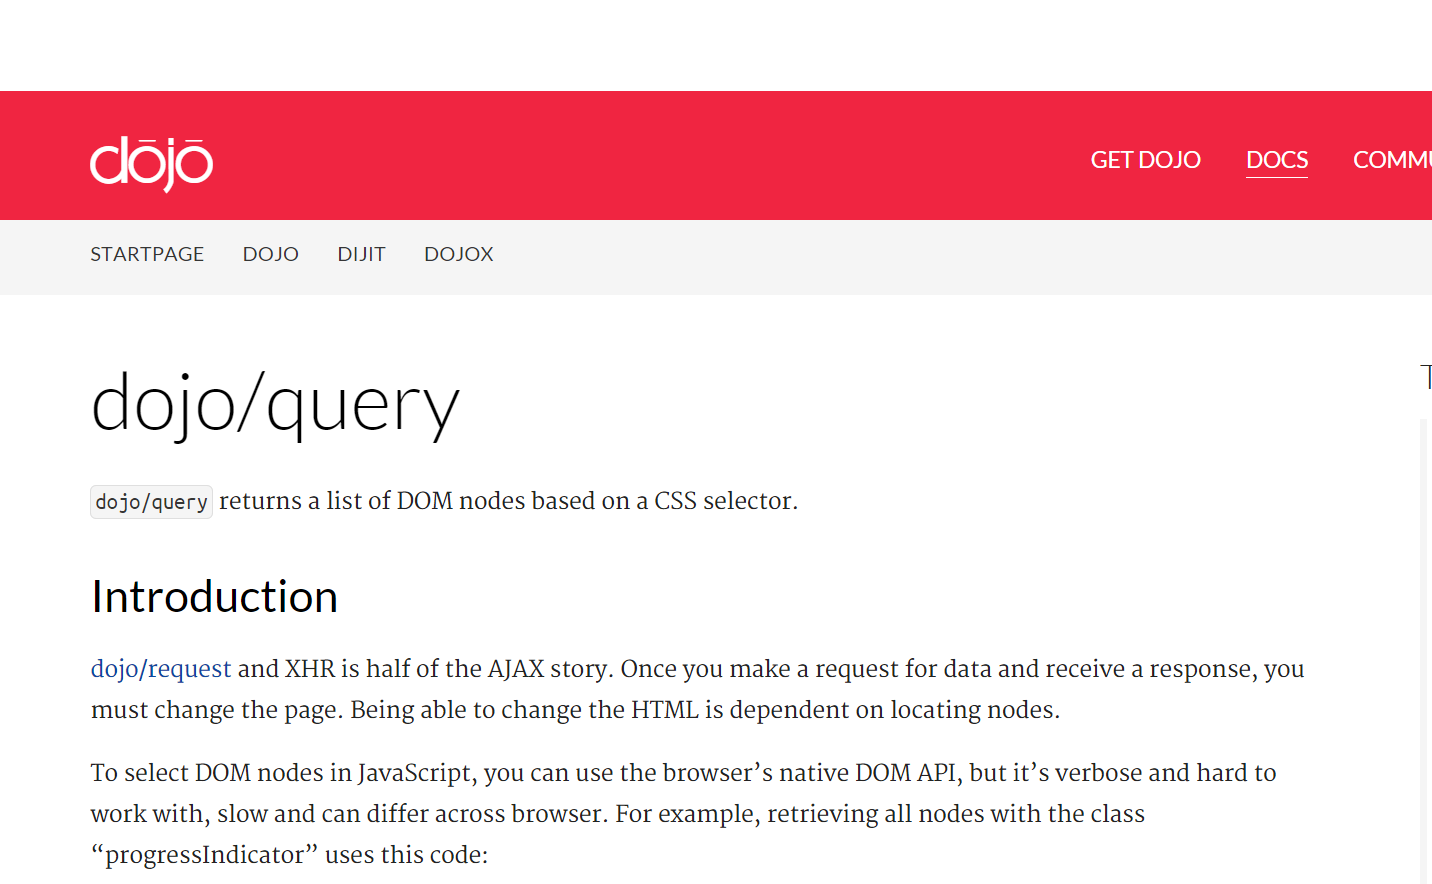 dōjō
GET DOJO DOCS
STARTPAGE DOJO DIJIT DOJOX
dojo/query
dojo/query returns a list of DOM nodes based on a CSS selector.
Introduction
dojo/request and XHR is half of the AJAX story. Once you make a request for data and receive a response, you
must change the page. Being able to change the HTML is dependent on locating nodes.
To select DOM nodes in JavaScript, you can use the browser’s native DOM API, but it’s verbose and hard to
work with, slow and can differ across browser. For example, retrieving all nodes with the class
“progressIndicator” uses this code: